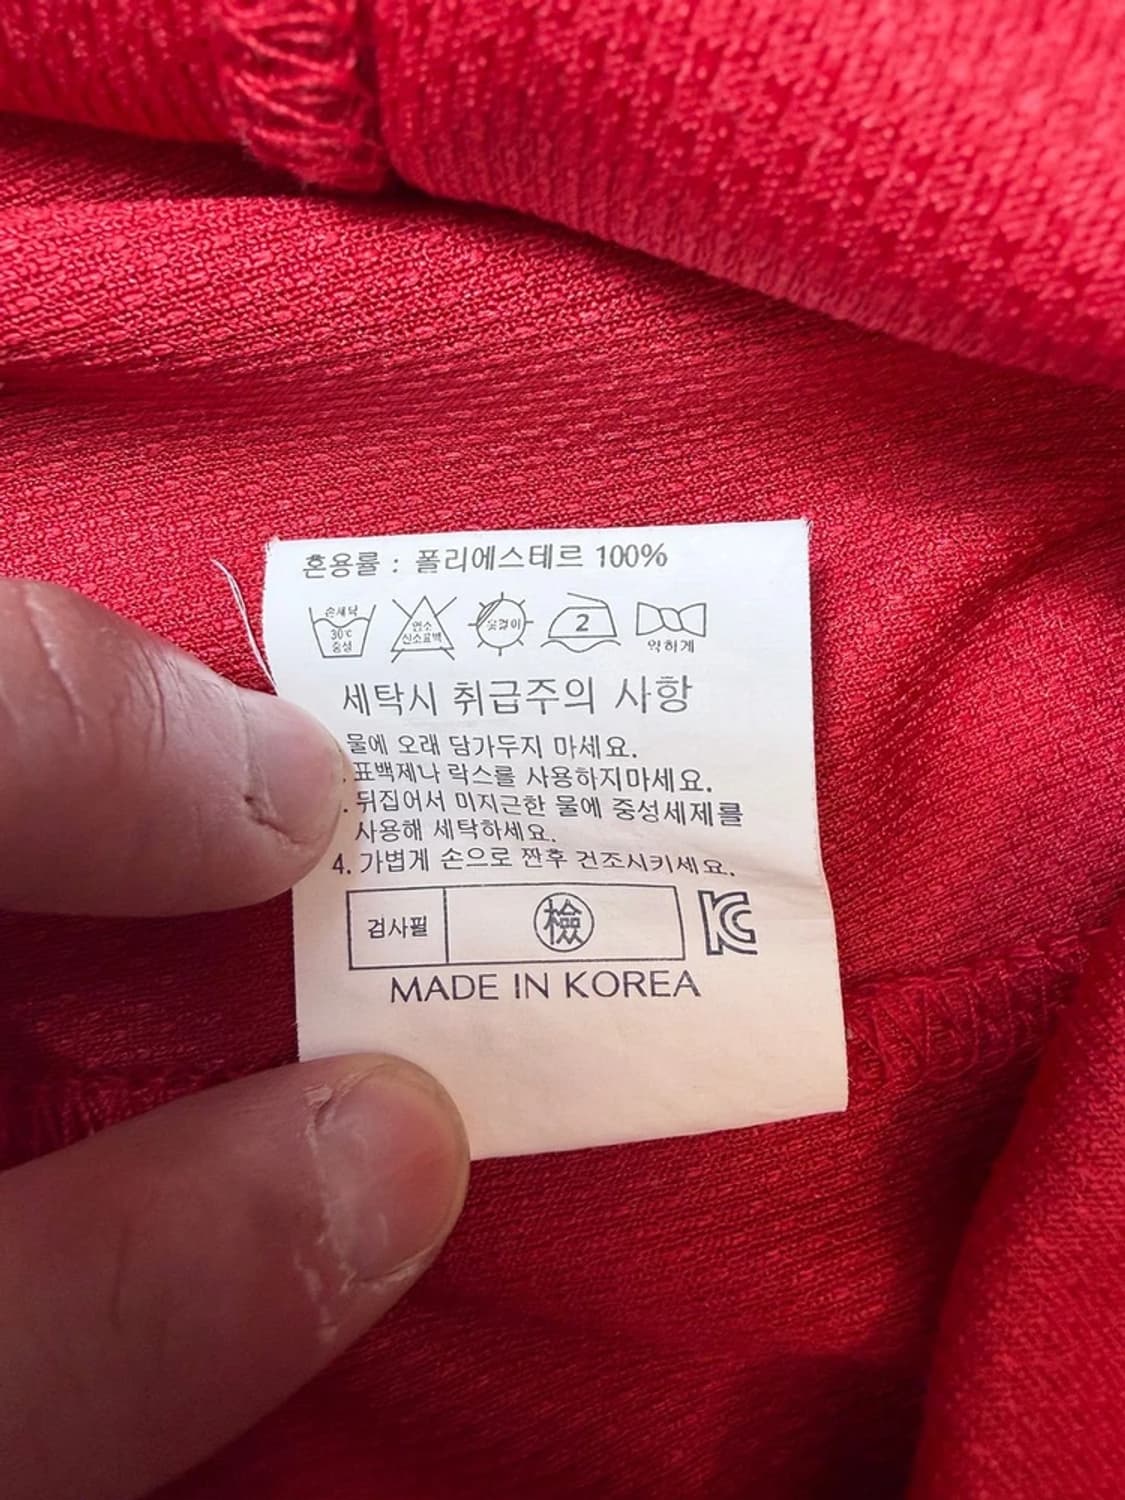 혼용률 : 폴리에스테르 100%
손세탁
30℃
중성
염소
산소표백
옷걸이
2
약하게
세탁시 취급주의 사항
물에 오래 담가두지 마세요.
표백제나 락스를 사용하지마세요.
뒤집어서 미지근한 물에 중성세제를
사용해 세탁하세요.
4. 가볍게 손으로 짠후 건조시키세요.
검사필
檢
KC
MADE IN KOREA